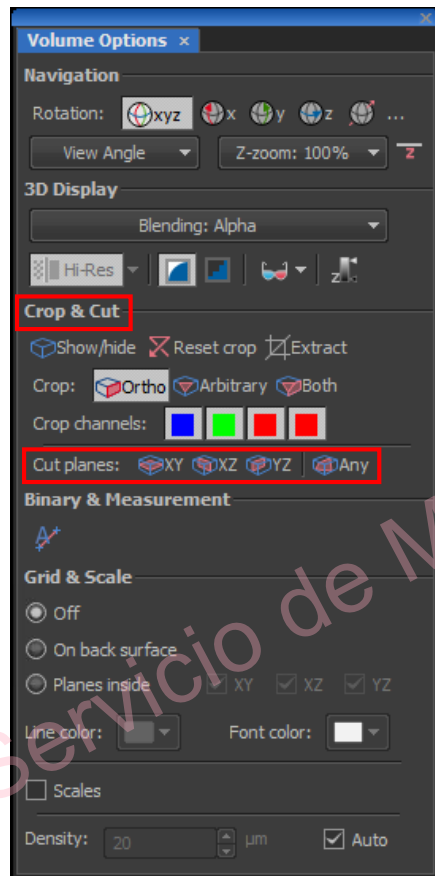 Volume Options ×
Navigation
Rotation: xyz x y z ...
View Angle Z-zoom: 100% z
3D Display
Blending: Alpha
Hi-Res z
Crop & Cut
Show/hide Reset crop Extract
Crop: Ortho Arbitrary Both
Crop channels:
Cut planes: XY XZ YZ Any
Binary & Measurement
A
Grid & Scale
Off
On back surface
Planes inside XY XZ YZ
Line color: Font color:
Scales
Density: 20 µm Auto
Servicio de M